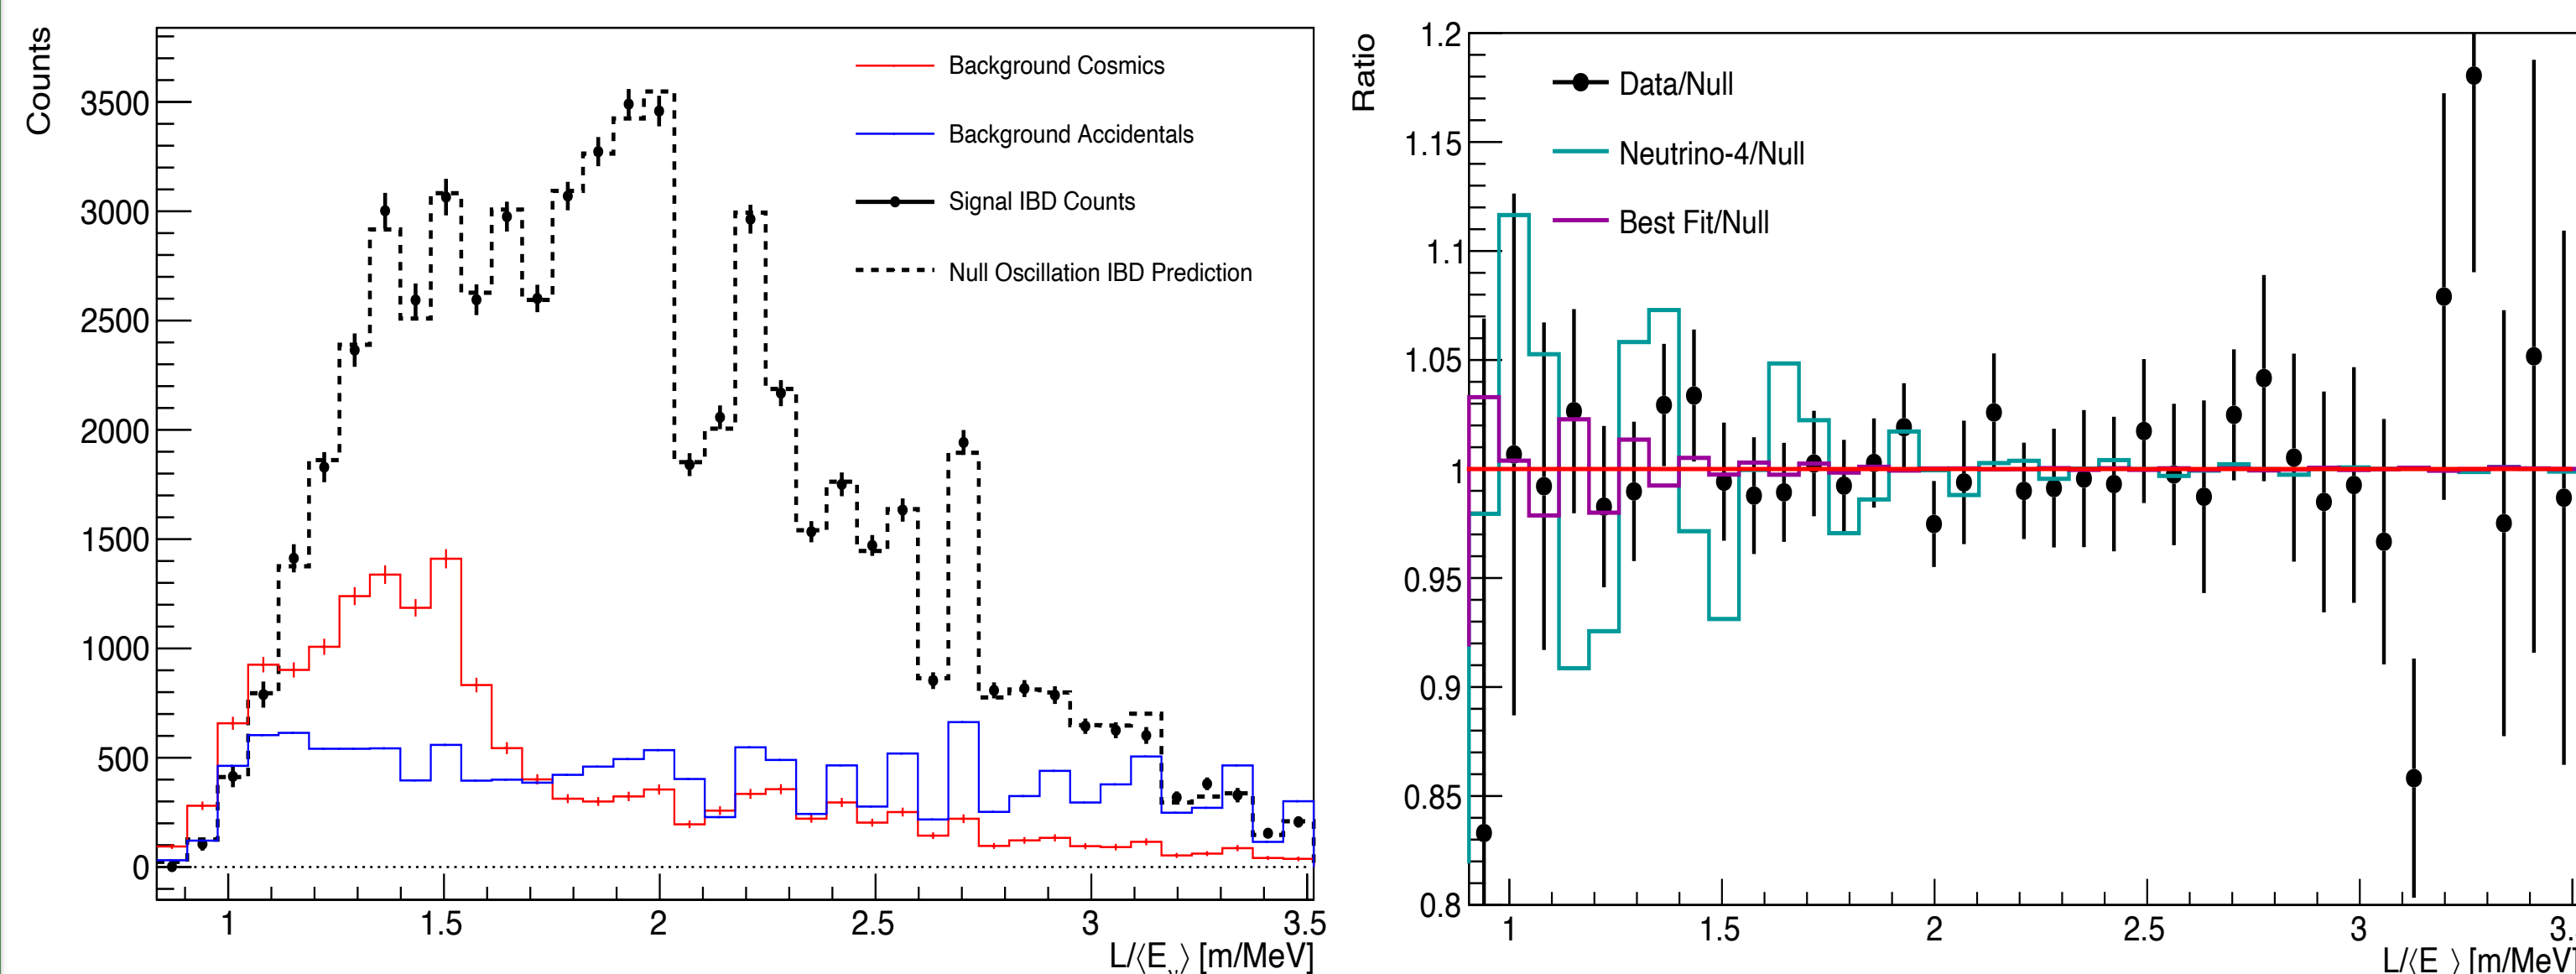 Counts
3500
3000
2500
2000
1500
1000
500
0
Background Cosmics
Background Accidentals
Signal IBD Counts
Null Oscillation IBD Prediction
1 1.5 2 2.5 3 3.5
L/⟨Eν⟩ [m/MeV]
Ratio
1.2
1.15
1.1
1.05
1
0.95
0.9
0.85
0.8
Data/Null
Neutrino-4/Null
Best Fit/Null
1 1.5 2 2.5 3 3.
L/⟨E ⟩ [m/MeV]